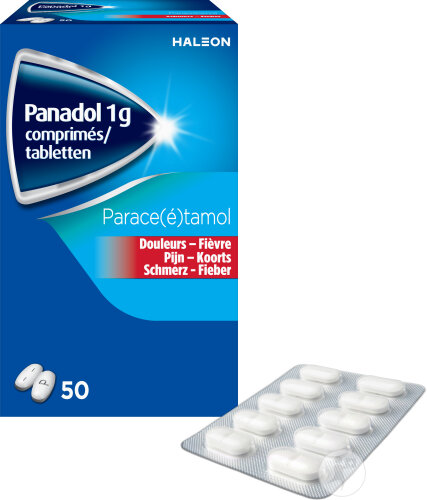 HALEON
Panadol 1g
comprimés/
tabletten
Parace(é)tamol
Douleurs – Fièvre
Pijn – Koorts
Schmerz - Fieber
50